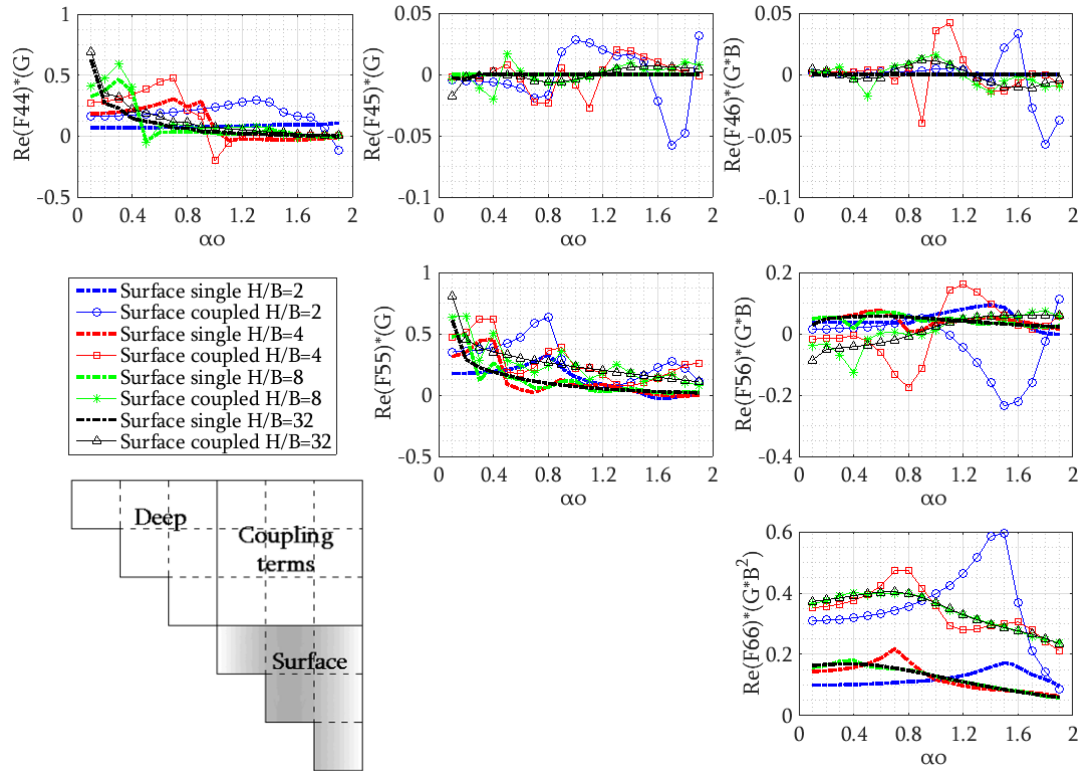 1
0.5
0
-0.5
Re(F44)*(G)
0 0.4 0.8 1.2 1.6 2
αo
0.05
0
-0.05
-0.1
Re(F45)*(G)
0 0.4 0.8 1.2 1.6 2
αo
0.05
0
-0.05
-0.1
Re(F46)*(G*B)
0 0.4 0.8 1.2 1.6 2
αo
Surface single H/B=2
Surface coupled H/B=2
Surface single H/B=4
Surface coupled H/B=4
Surface single H/B=8
Surface coupled H/B=8
Surface single H/B=32
Surface coupled H/B=32
1
0.5
0
-0.5
Re(F55)*(G)
0 0.4 0.8 1.2 1.6 2
αo
0.2
0
-0.2
-0.4
Re(F56)*(G*B)
0 0.4 0.8 1.2 1.6 2
αo
Deep
Coupling
terms
Surface
0.6
0.4
0.2
0
Re(F66)*(G*B²)
0 0.4 0.8 1.2 1.6 2
αo